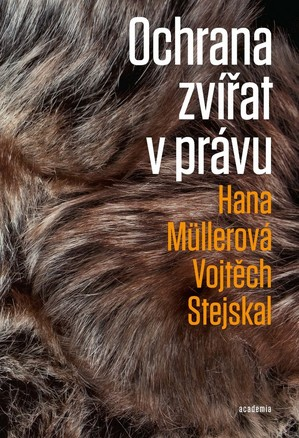 Ochrana
zvířat
v právu
Hana
Müllerová
Vojtěch
Stejskal
academia